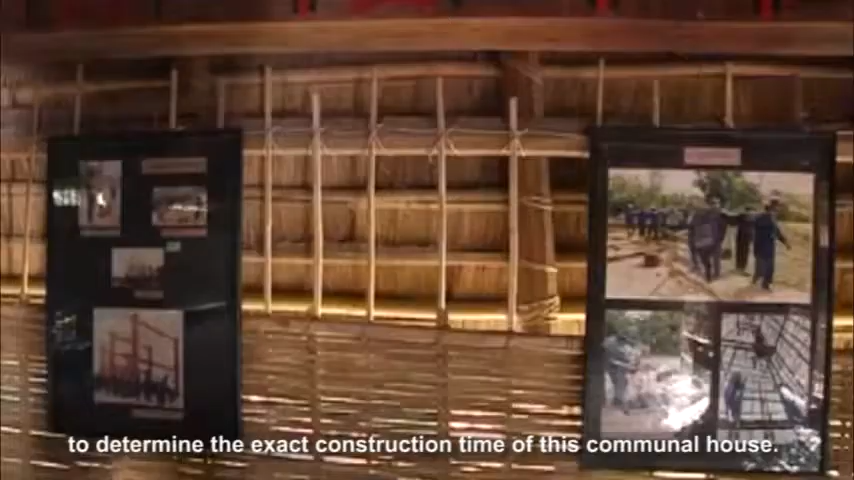 to determine the exact construction time of this communal house.